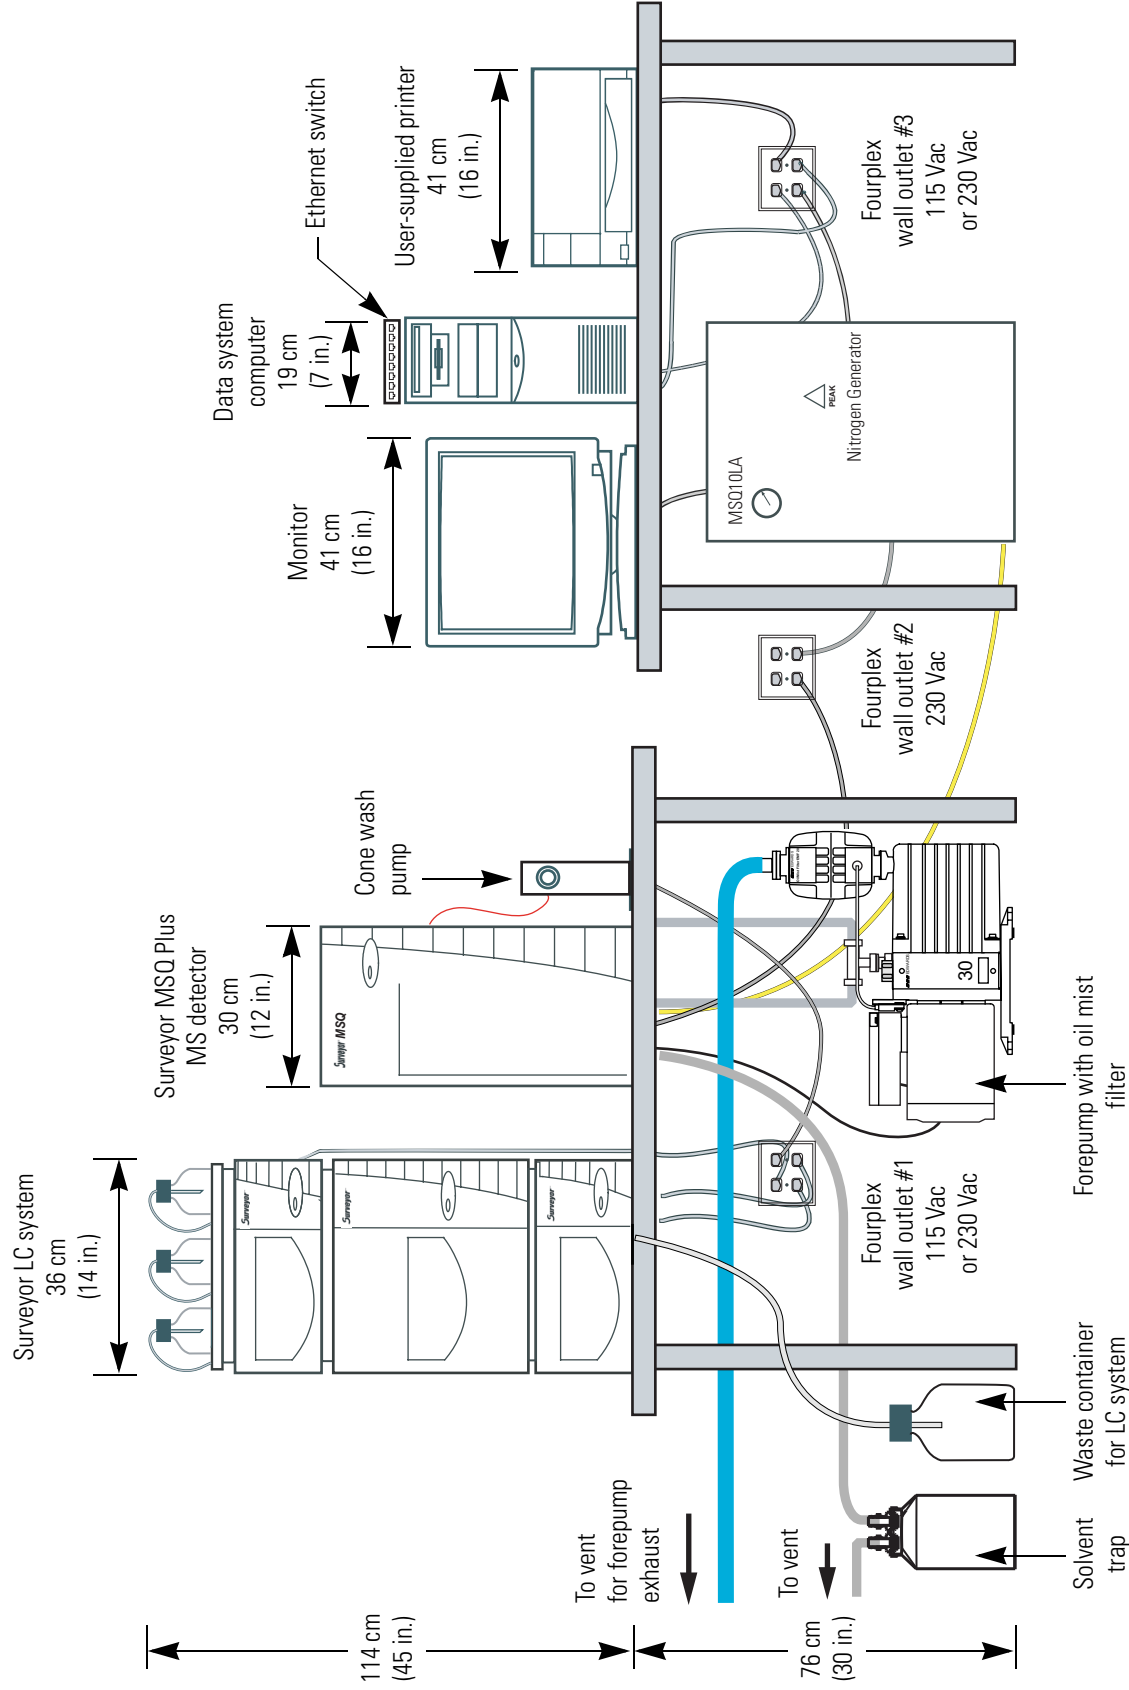 Surveyor LC system
36 cm
(14 in.)
Surveyor MSQ Plus
MS detector
30 cm
(12 in.)
Cone wash
pump
Monitor
41 cm
(16 in.)
Data system
computer
19 cm
(7 in.)
Ethernet switch
User-supplied printer
41 cm
(16 in.)
114 cm
(45 in.)
76 cm
(30 in.)
Surveyor
Surveyor
Surveyor
Surveyor MSQ
To vent
for forepump
exhaust
To vent
Solvent
trap
Waste container
for LC system
Fourplex
wall outlet #1
115 Vac
or 230 Vac
Forepump with oil mist
filter
30
Fourplex
wall outlet #2
230 Vac
MSQ10LA
PEAK
Nitrogen Generator
Fourplex
wall outlet #3
115 Vac
or 230 Vac